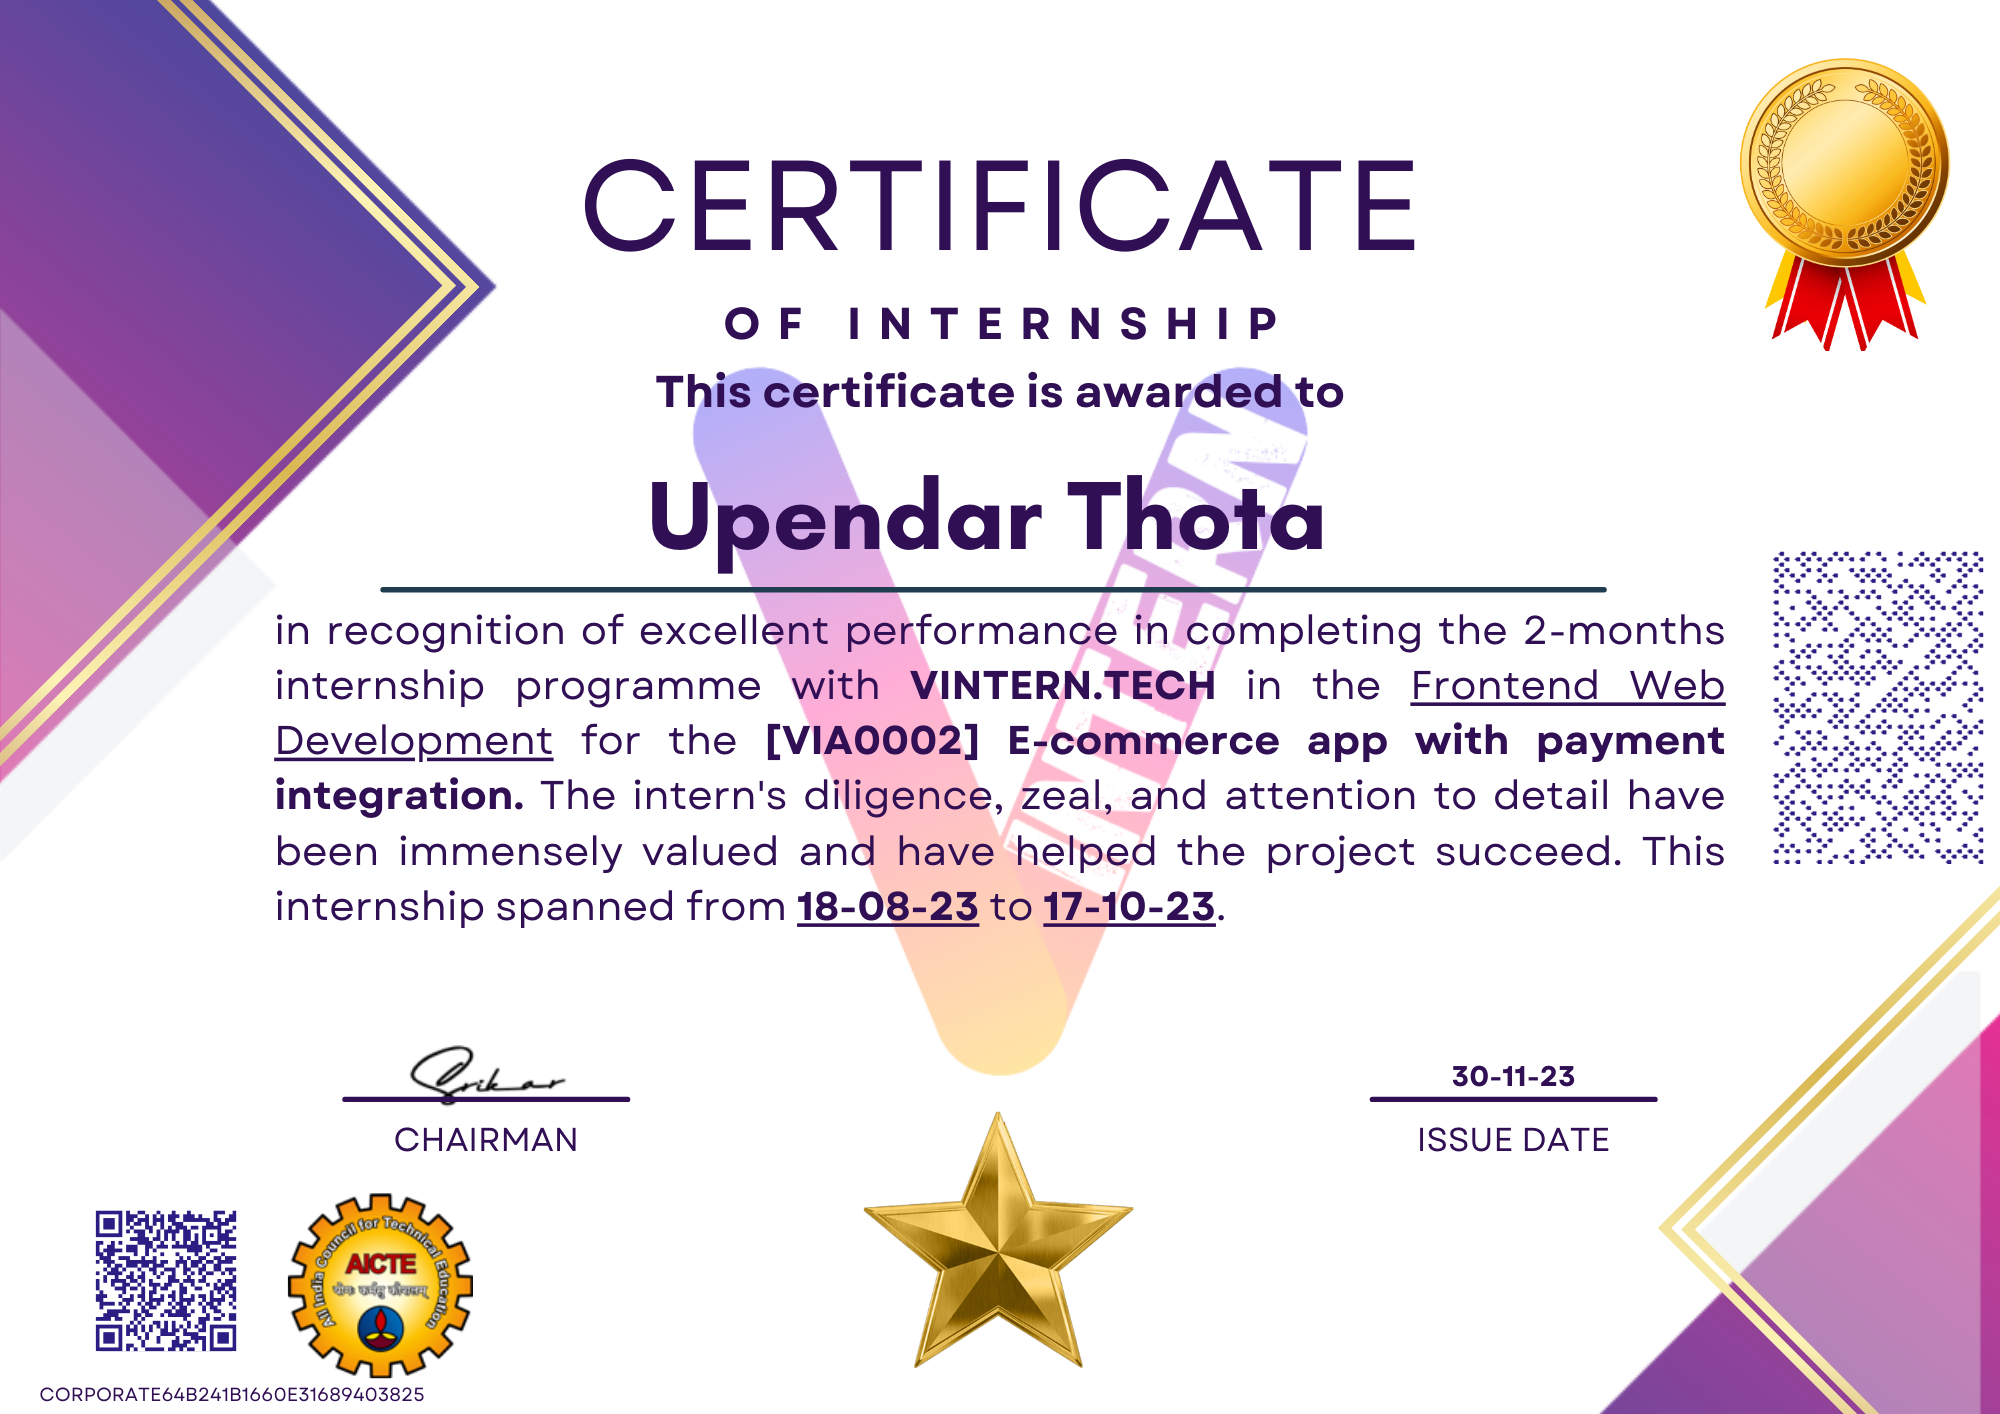 CERTIFICATE
OF INTERNSHIP
This certificate is awarded to
Upendar Thota
in recognition of excellent performance in completing the 2-months
internship programme with VINTERN.TECH in the Frontend Web
Development for the [VIA0002] E-commerce app with payment
integration. The intern's diligence, zeal, and attention to detail have
been immensely valued and have helped the project succeed. This
internship spanned from 18-08-23 to 17-10-23.
INTERN
Srikar
CHAIRMAN
30-11-23
ISSUE DATE
All India Council for Technical Education
AICTE
योगः कर्मसु कौशलम्
CORPORATE64B241B1660E31689403825